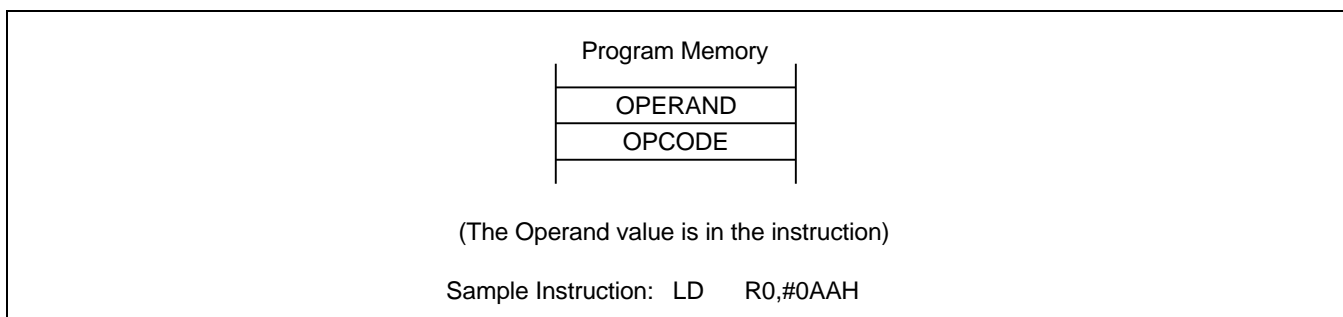 Program Memory
OPERAND
OPCODE
(The Operand value is in the instruction)
Sample Instruction: LD R0,#0AAH